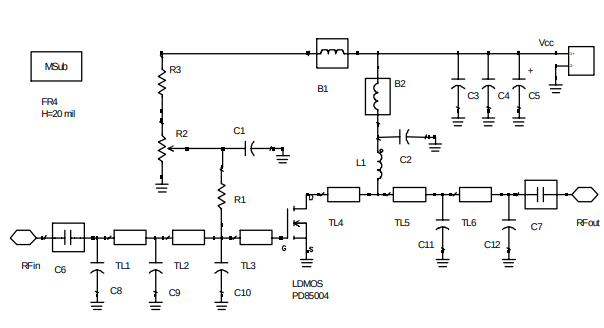 Vcc
MSub
FR4
H=20 mil
R3
B1
B2
+
C3
C4
C5
R2
C1
C2
L1
R1
D
TL4
TL5
TL6
C7
RFout
G
S
RFin
C6
TL1
TL2
TL3
C11
C12
C8
C9
C10
LDMOS
PD85004